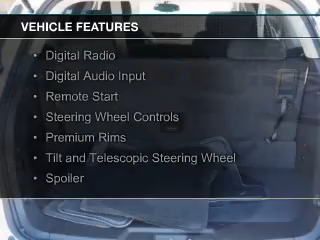 VEHICLE FEATURES
• Digital Radio
• Digital Audio Input
• Remote Start
• Steering Wheel Controls
• Premium Rims
• Tilt and Telescopic Steering Wheel
• Spoiler